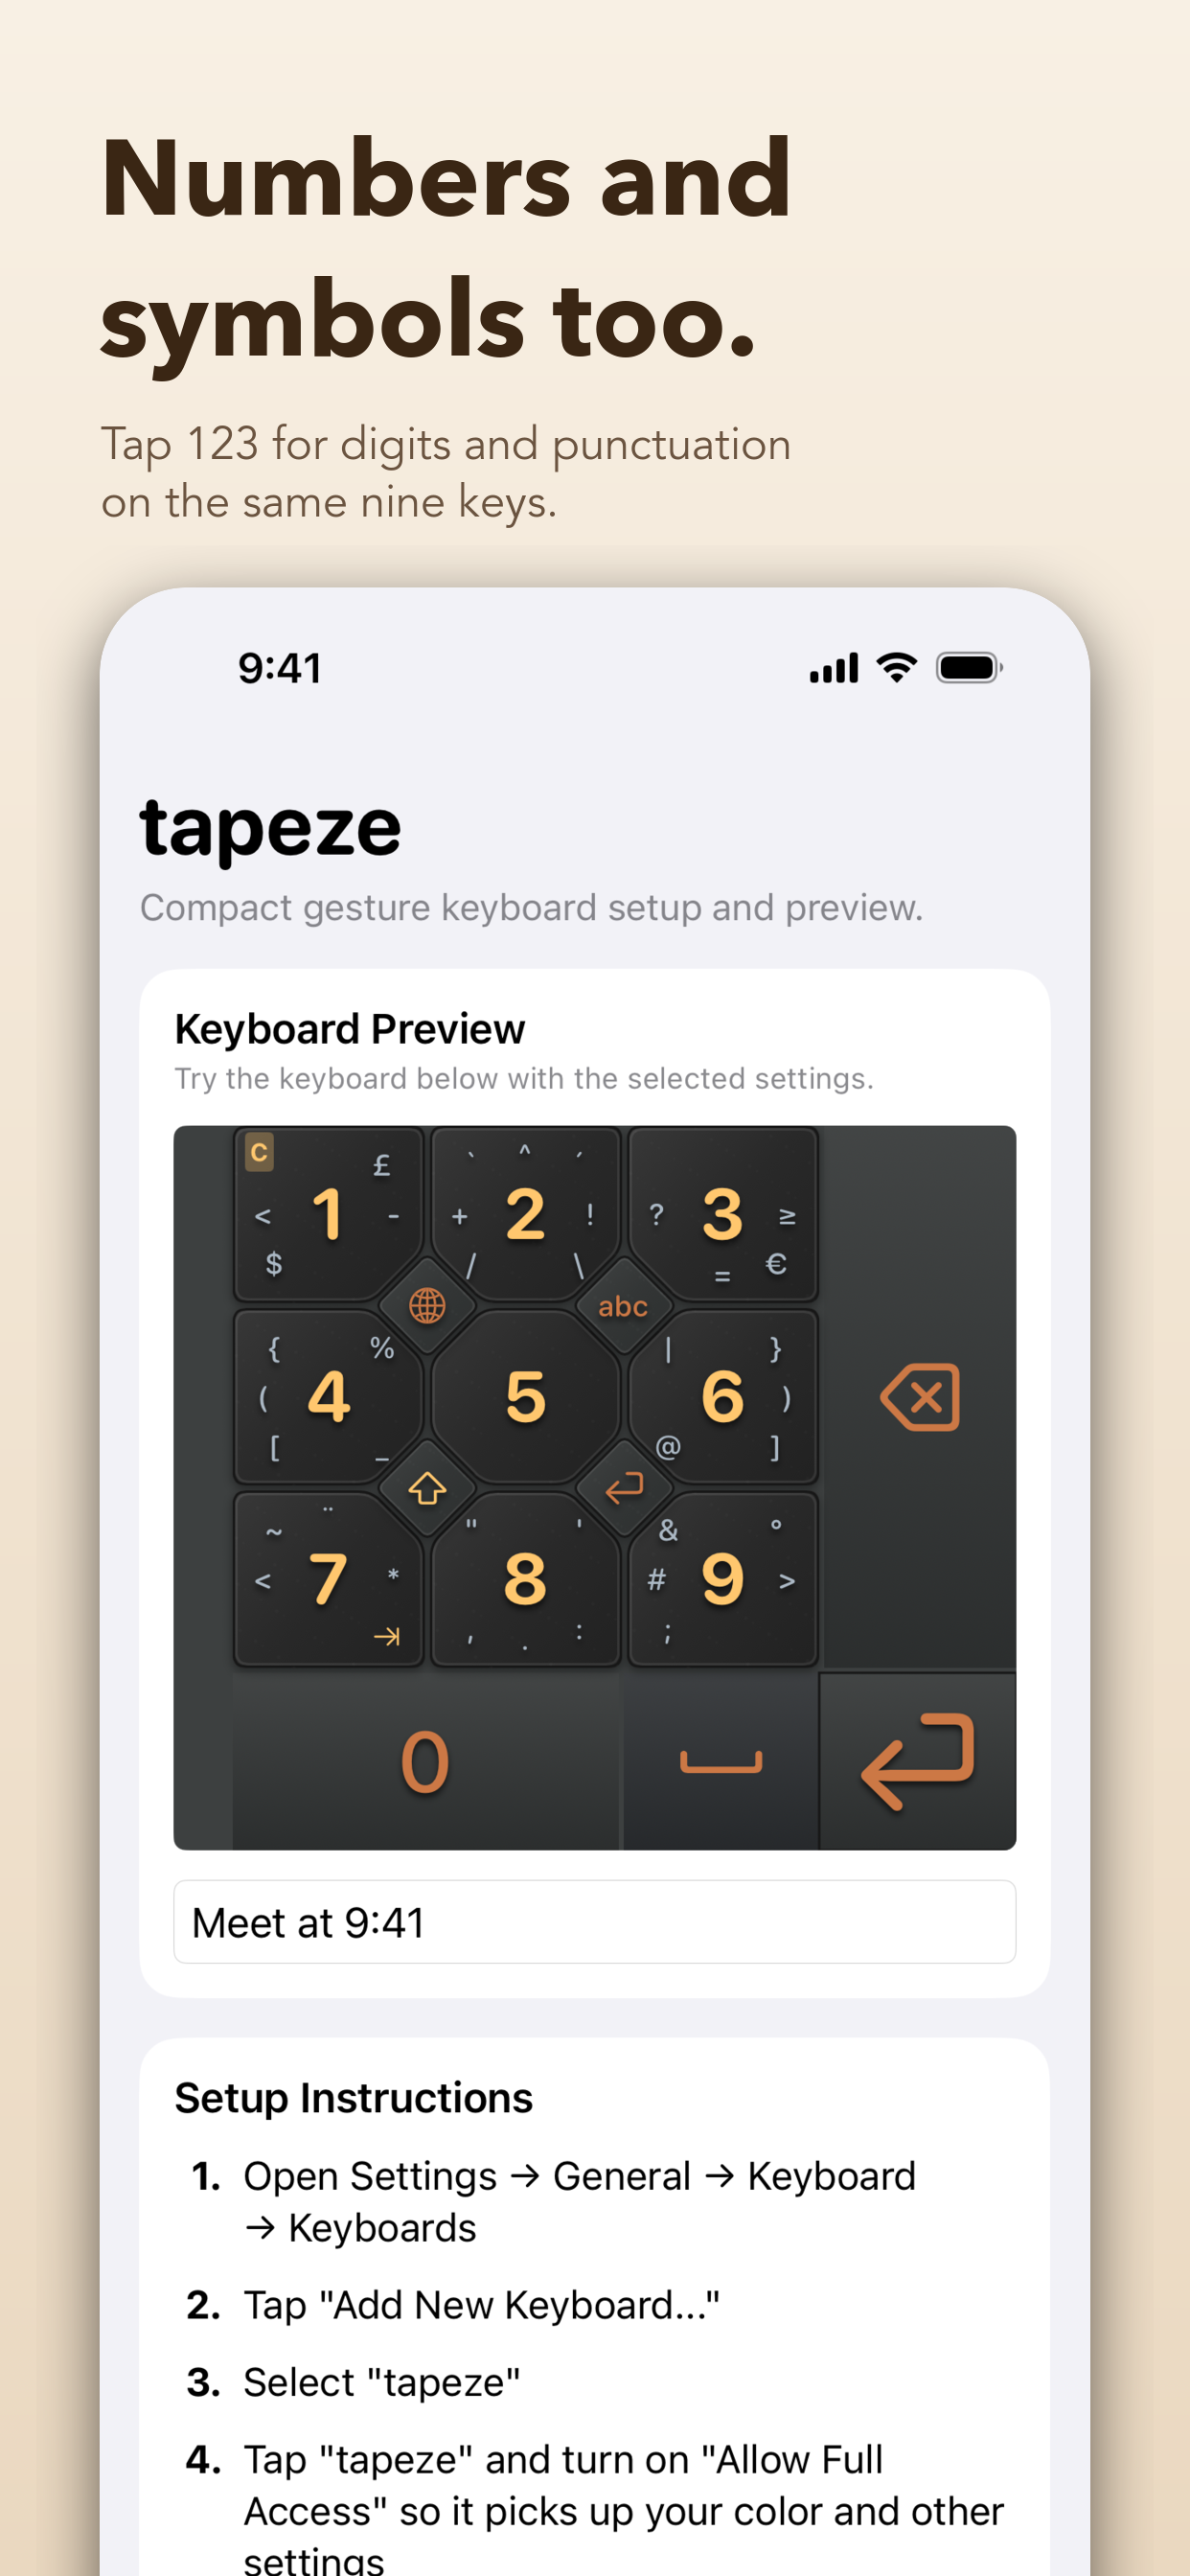 Numbers and
symbols too.
Tap 123 for digits and punctuation
on the same nine keys.
9:41
tapeze
Compact gesture keyboard setup and preview.
Keyboard Preview
Try the keyboard below with the selected settings.
C £ ` ^ ´
< 1 - + 2 ! ? 3 ≥
$ / \ = €
abc
{ % | }
( 4 5 6 )
[ _ @ ]
~ ¨ " ' & °
< 7 * 8 # 9 >
⇥ , . : ;
0
Meet at 9:41
Setup Instructions
1. Open Settings → General → Keyboard
→ Keyboards
2. Tap "Add New Keyboard..."
3. Select "tapeze"
4. Tap "tapeze" and turn on "Allow Full
Access" so it picks up your color and other
settings